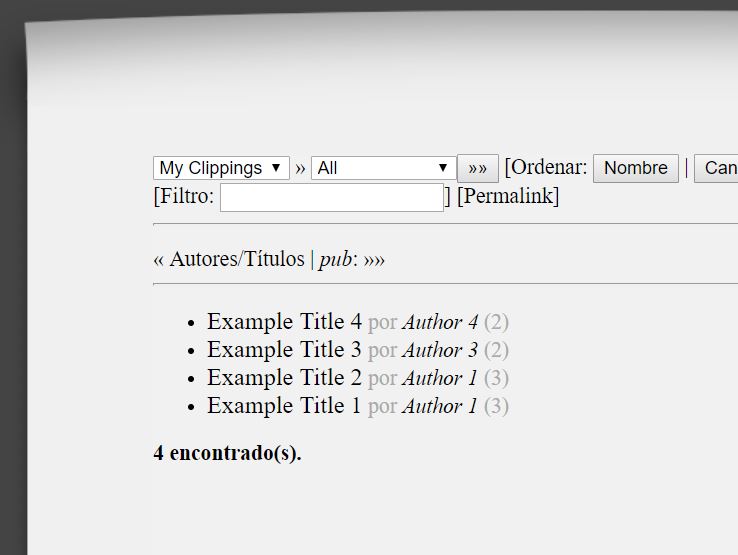 My Clippings ▼ » All ▼ »» [Ordenar: Nombre | Can
[Filtro: ] [Permalink]
« Autores/Títulos | pub: »»
• Example Title 4 por Author 4 (2)
• Example Title 3 por Author 3 (2)
• Example Title 2 por Author 1 (3)
• Example Title 1 por Author 1 (3)
4 encontrado(s).